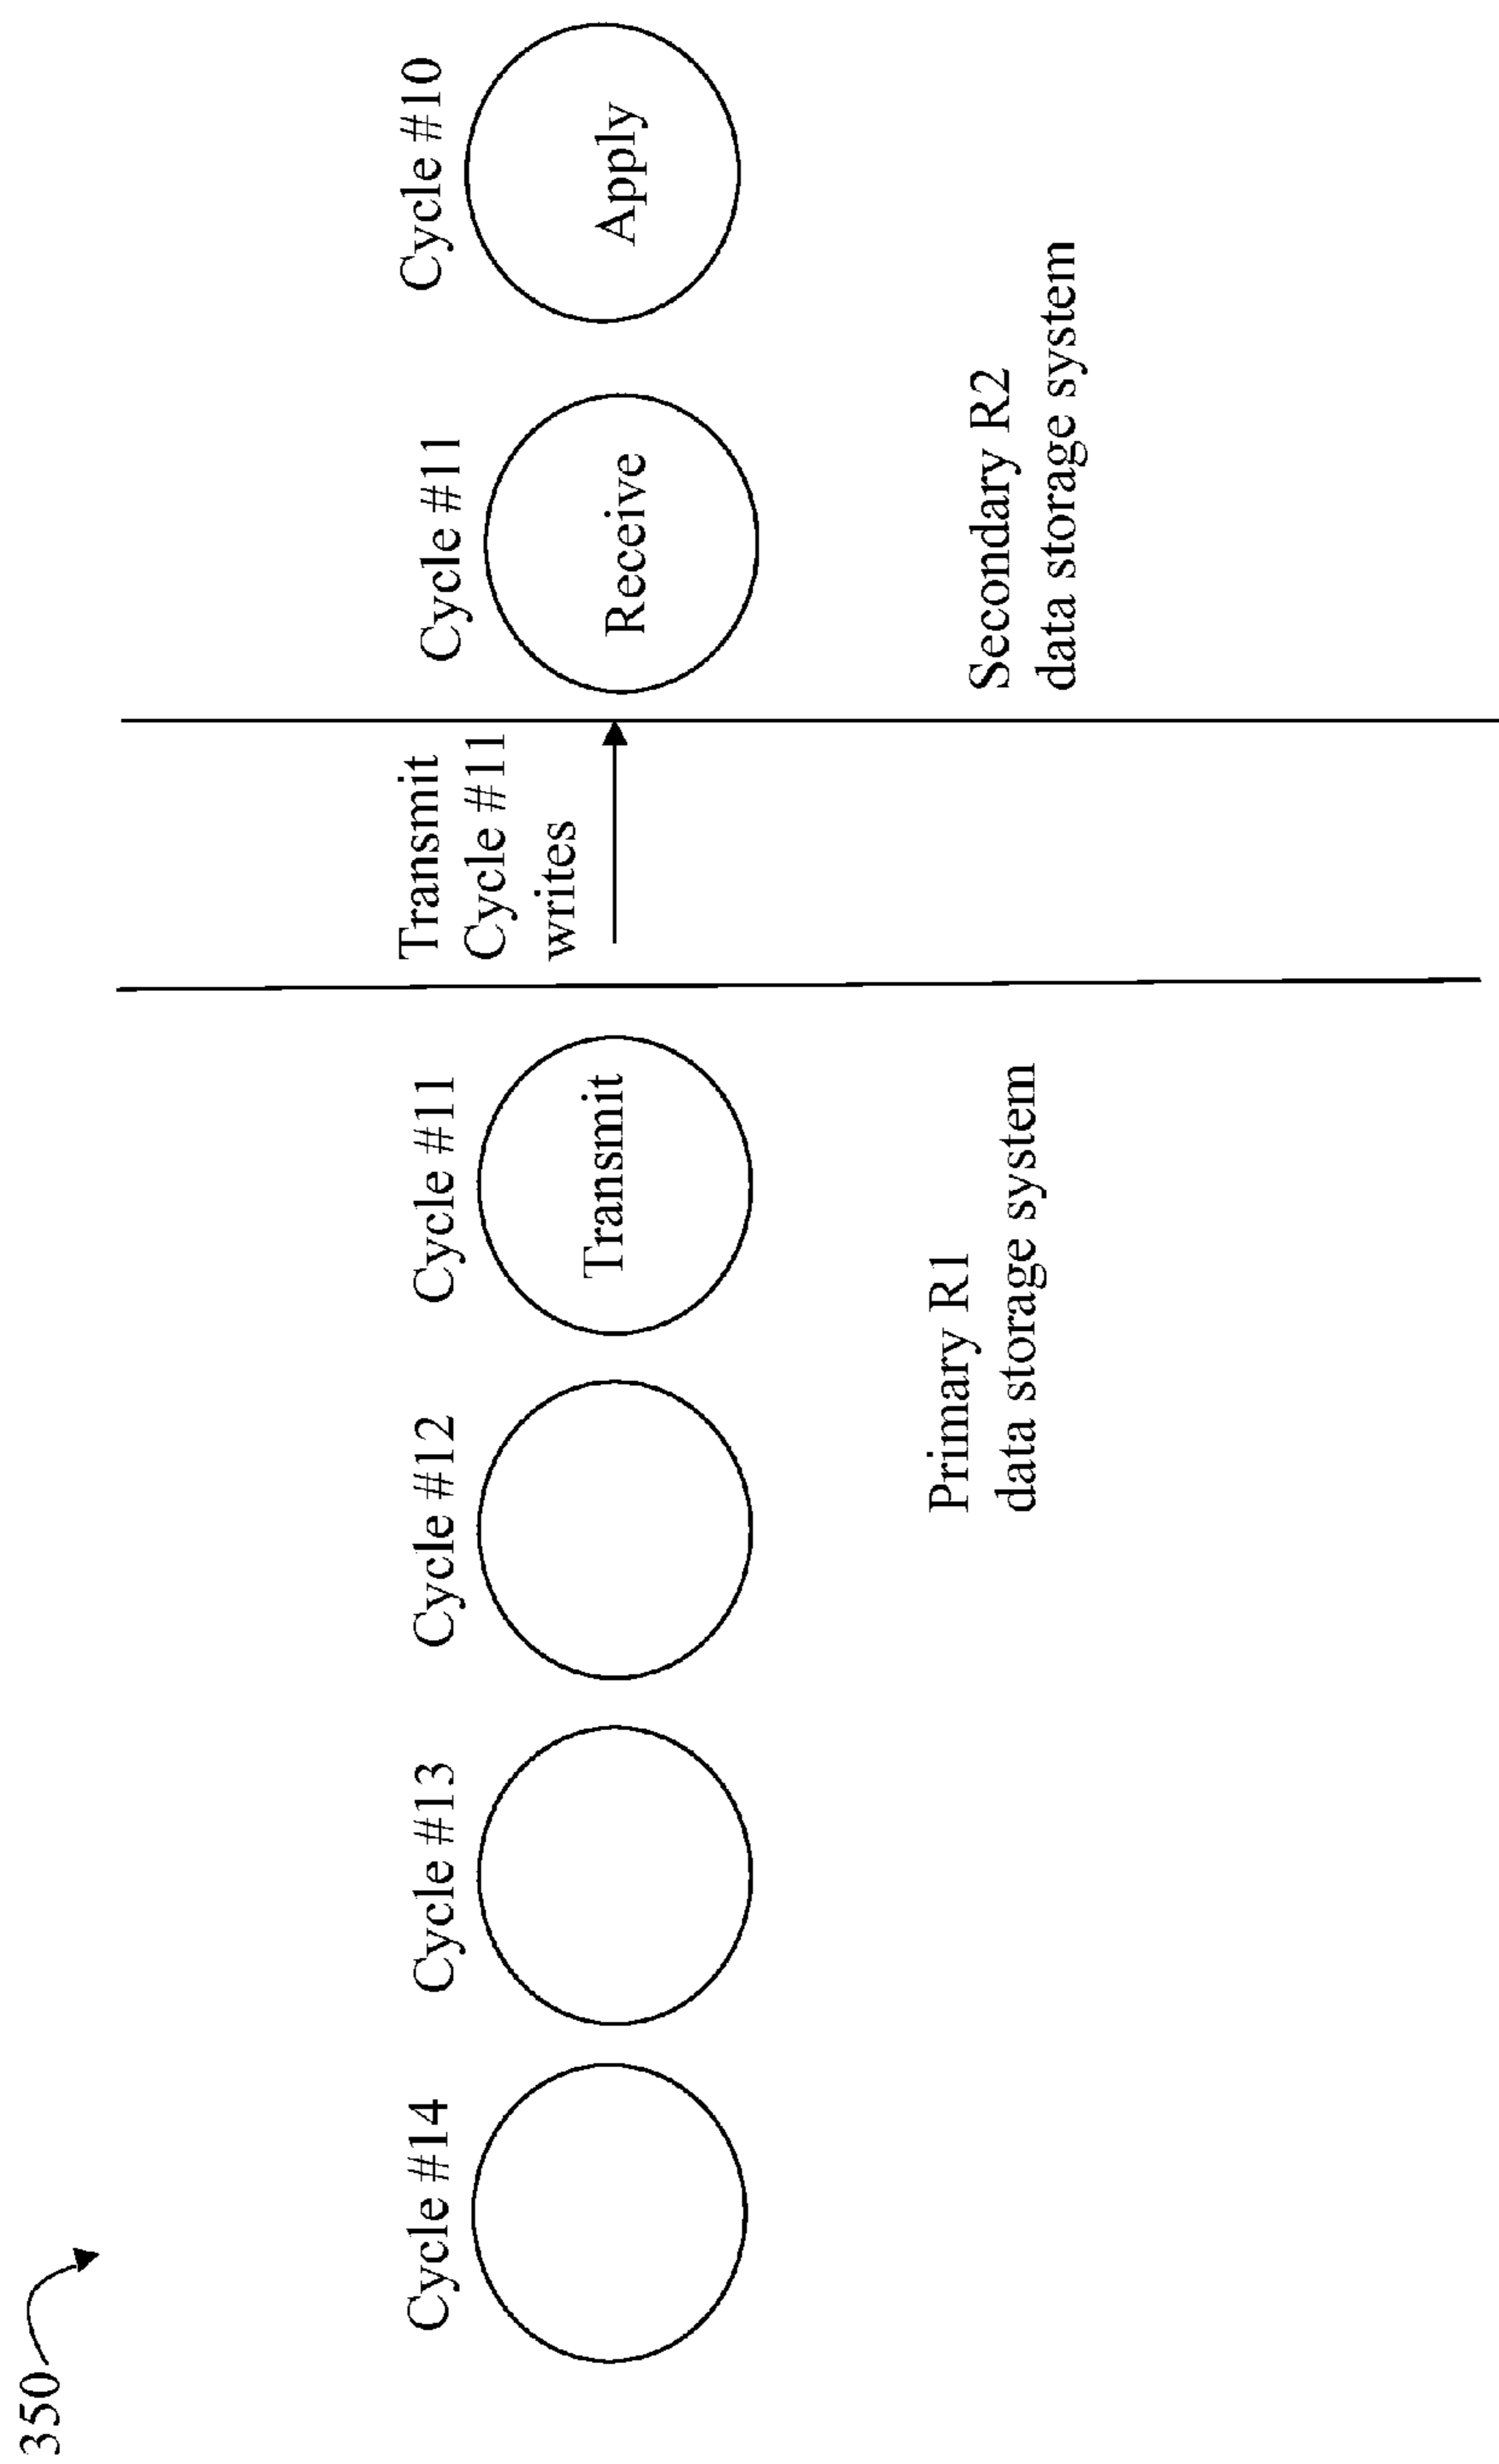 350
Cycle #14
Cycle #13
Cycle #12
Cycle #11
Transmit
Transmit
Cycle #11
writes
Cycle #11
Receive
Cycle #10
Apply
Primary R1
data storage system
Secondary R2
data storage system